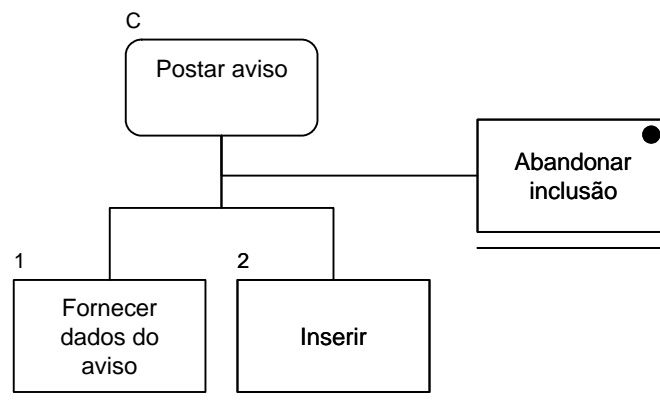 C
Postar aviso
Abandonar
inclusão
1
Fornecer
dados do
aviso
2
Inserir